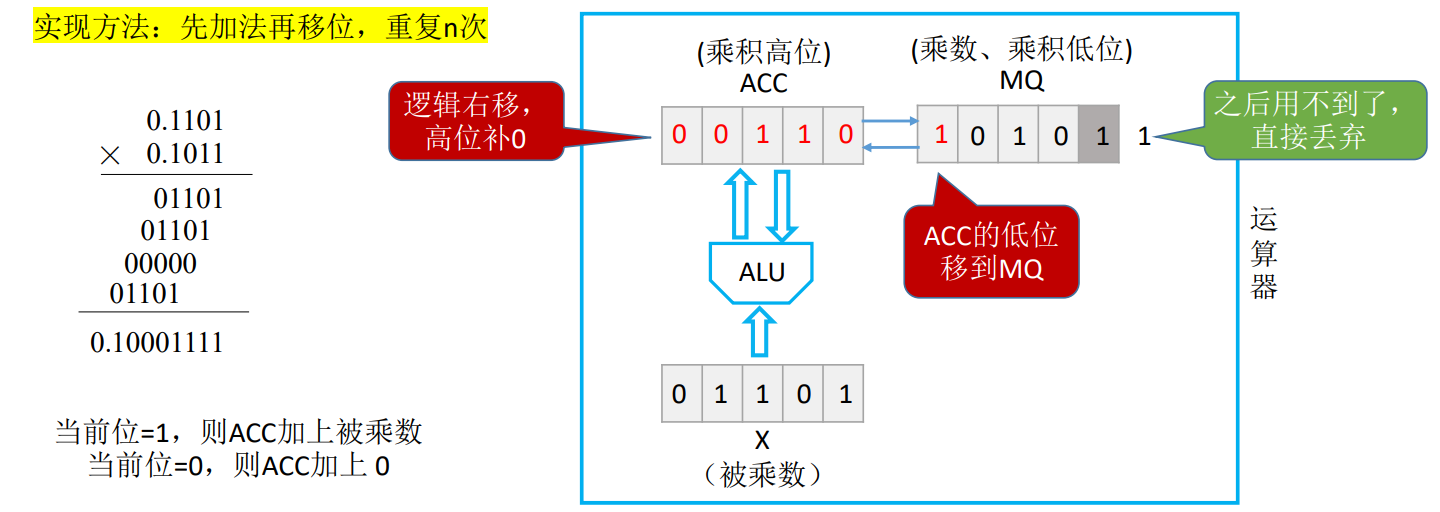 实现方法：先加法再移位，重复n次
0.1101
× 0.1011
01101
01101
00000
01101
0.10001111
当前位=1，则ACC加上被乘数
当前位=0，则ACC加上 0
逻辑右移，
高位补0
(乘积高位)
ACC
0 0 1 1 0
(乘数、乘积低位)
MQ
1 0 1 0 1 1
之后用不到了，
直接丢弃
ACC的低位
移到MQ
ALU
0 1 1 0 1
X
（被乘数）
运
算
器